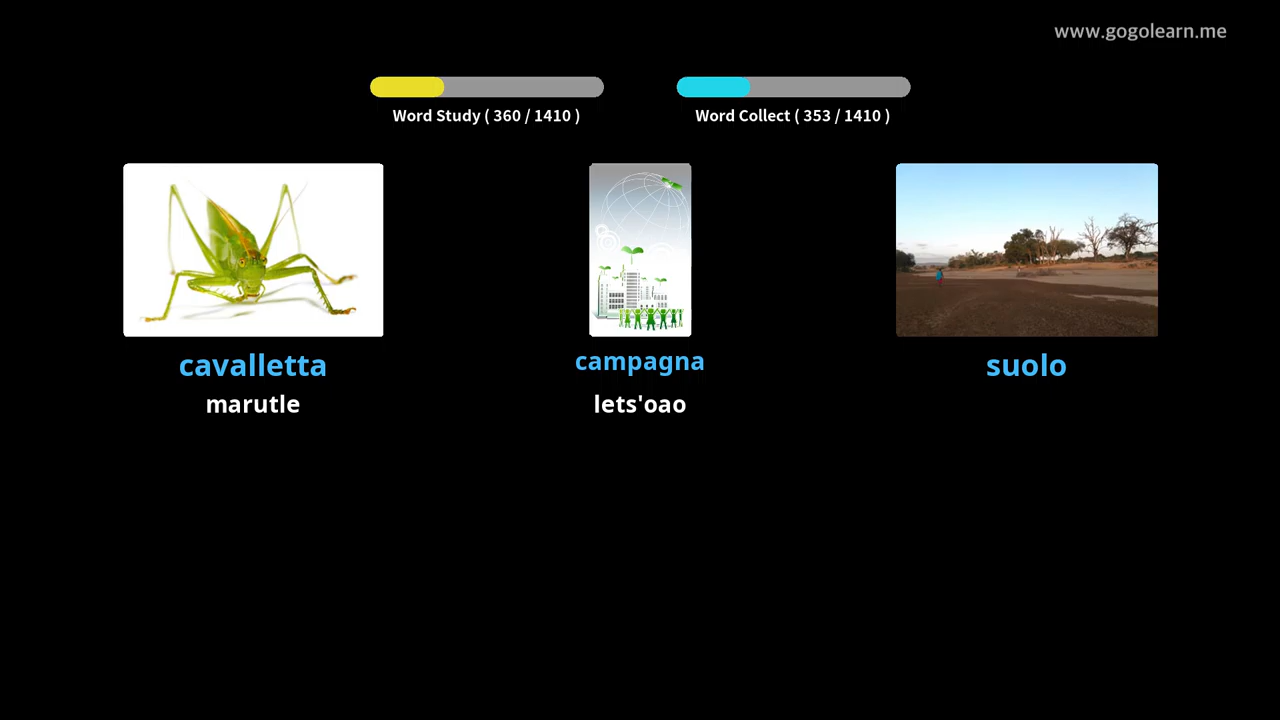 www.gogolearn.me
Word Study ( 360 / 1410 )
Word Collect ( 353 / 1410 )
cavalletta
marutle
campagna
lets'oao
suolo